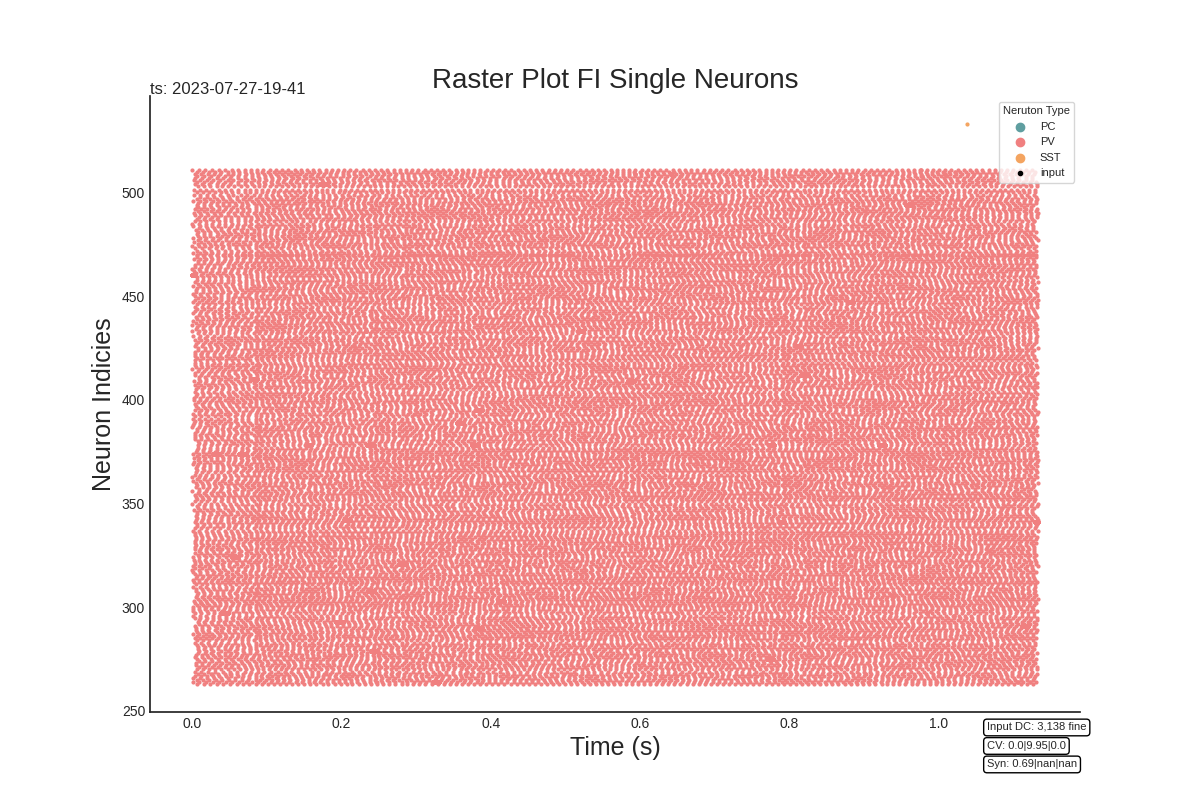 Raster Plot FI Single Neurons
ts: 2023-07-27-19-41
Neruton Type
PC
PV
SST
input
500
450
400
350
300
250
Neuron Indicies
0.0
0.2
0.4
0.6
0.8
1.0
Time (s)
Input DC: 3,138 fine
CV: 0.0|9.95|0.0
Syn: 0.69|nan|nan